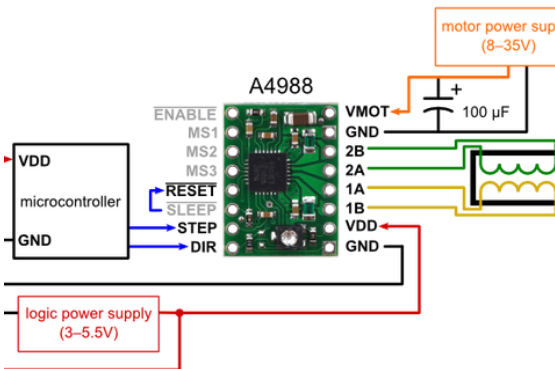 motor power sup
(8–35V)
A4988
+
100 µF
ENABLE
MS1
MS2
MS3
RESET
SLEEP
STEP
DIR
VMOT
GND
2B
2A
1A
1B
VDD
GND
VDD
microcontroller
GND
logic power supply
(3–5.5V)